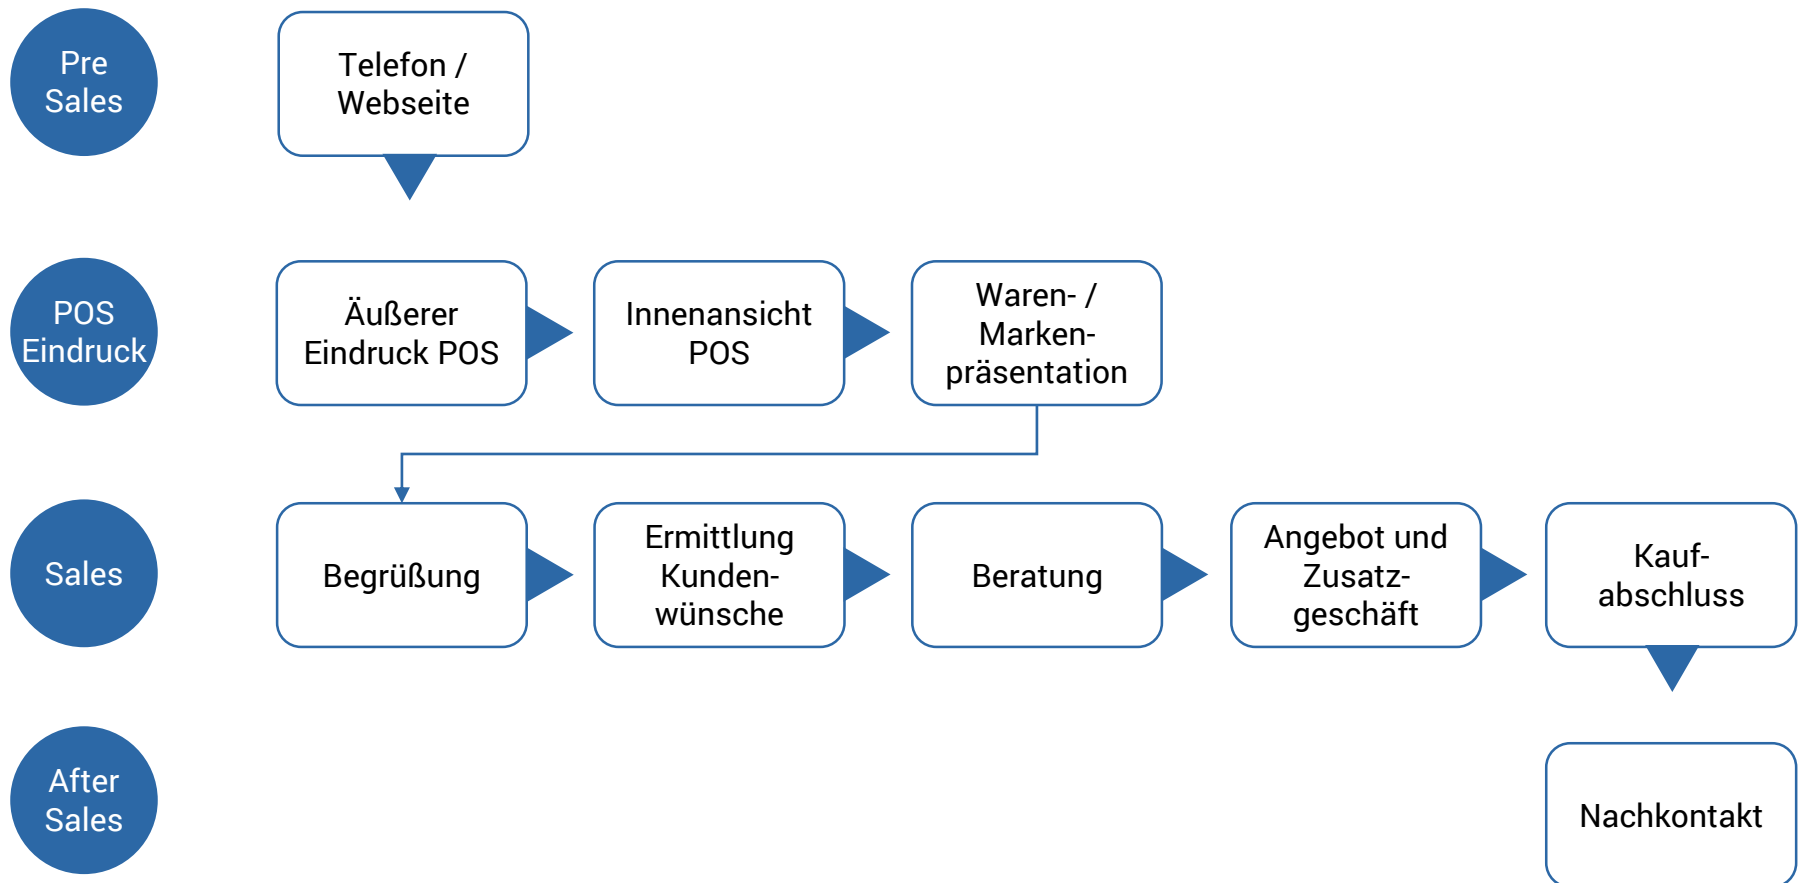 Pre
Sales
Telefon /
Webseite
POS
Eindruck
Äußerer
Eindruck POS
Innenansicht
POS
Waren- /
Marken-
präsentation
Sales
Begrüßung
Ermittlung
Kunden-
wünsche
Beratung
Angebot und
Zusatz-
geschäft
Kauf-
abschluss
After
Sales
Nachkontakt